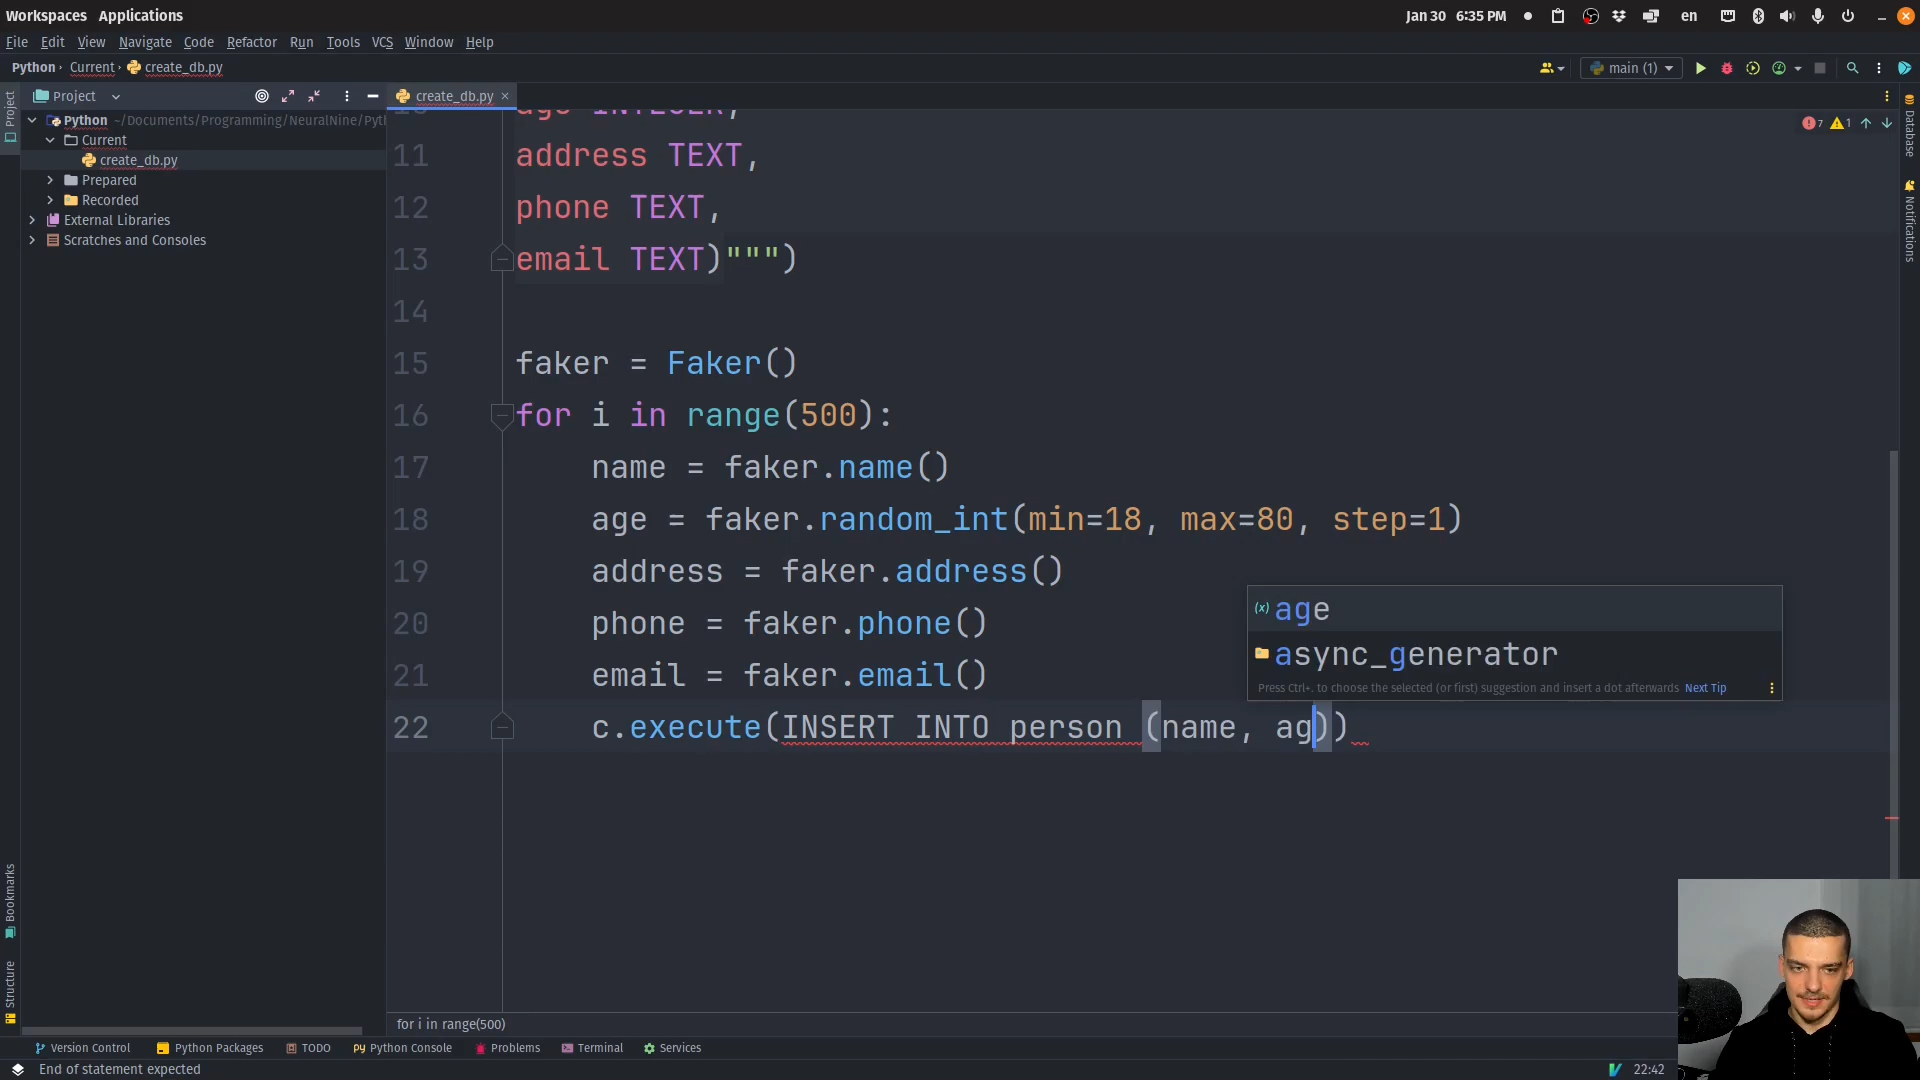 Workspaces Applications
Jan 30 6:35 PM
en
File Edit View Navigate Code Refactor Run Tools VCS Window Help
Python Current create_db.py
main (1)
Project
create_db.py
Project
Python ~/Documents/Programming/NeuralNine/Pyt
Current
create_db.py
Prepared
Recorded
External Libraries
Scratches and Consoles
7 1
Database
Notifications
11 address TEXT,
12 phone TEXT,
13 email TEXT)""")
14
15 faker = Faker()
16 for i in range(500):
17 name = faker.name()
18 age = faker.random_int(min=18, max=80, step=1)
19 address = faker.address()
20 phone = faker.phone()
21 email = faker.email()
22 c.execute(INSERT INTO person (name, ag))
age
async_generator
Press Ctrl+. to choose the selected (or first) suggestion and insert a dot afterwards Next Tip
Bookmarks
Structure
for i in range(500)
Version Control Python Packages TODO Python Console Problems Terminal Services
End of statement expected
22:42